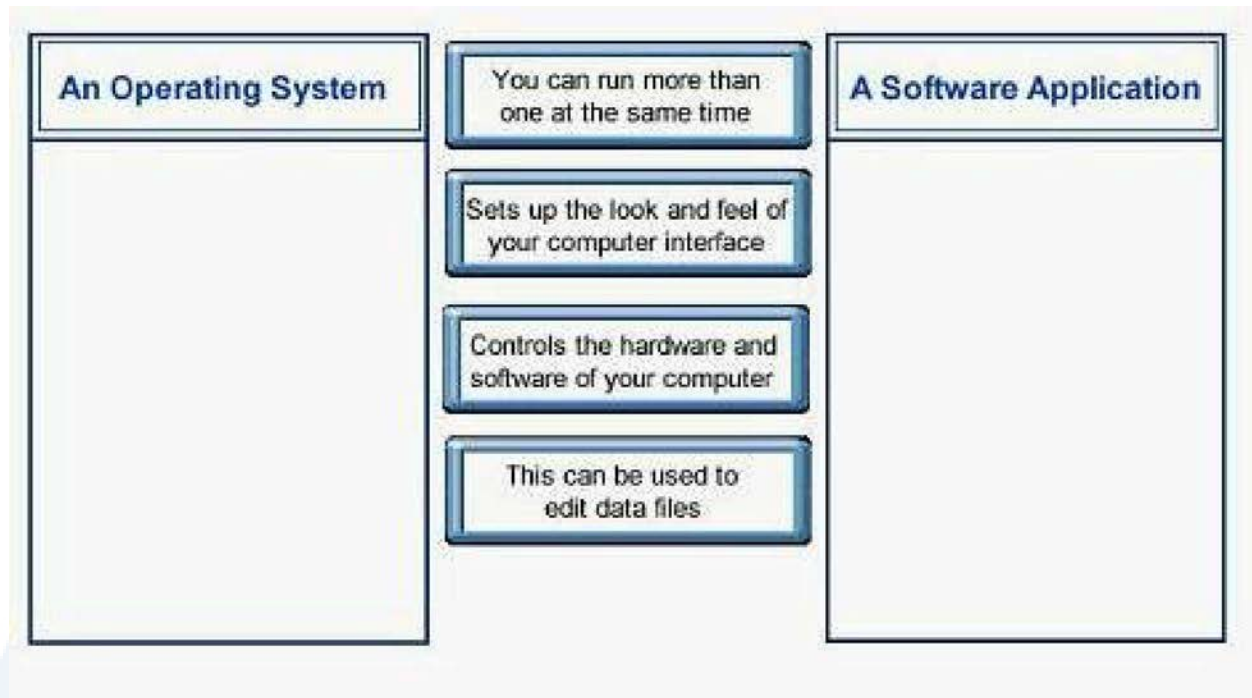 An Operating System
You can run more than
one at the same time
A Software Application
Sets up the look and feel of
your computer interface
Controls the hardware and
software of your computer
This can be used to
edit data files